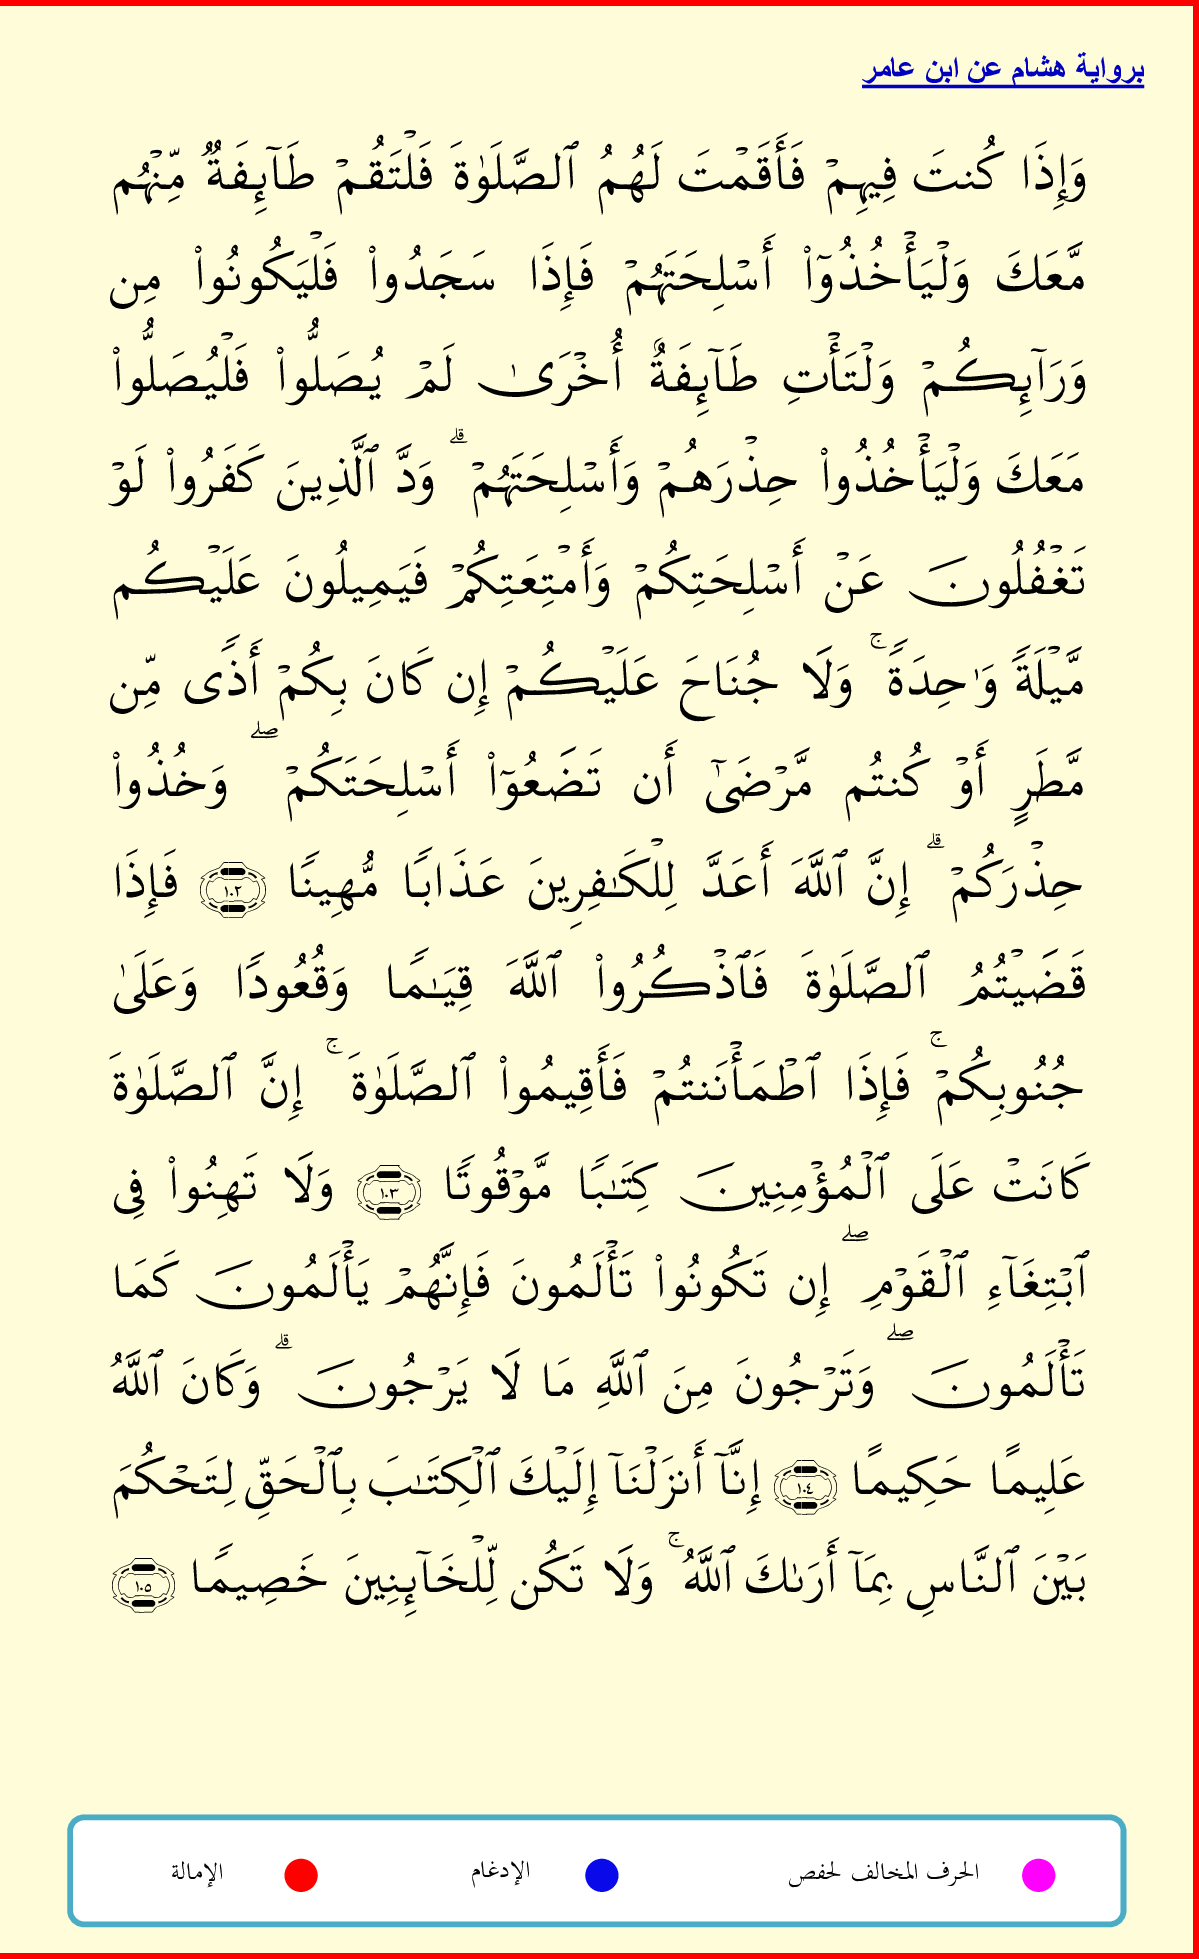 برواية هشام عن ابن عامر
وَإِذَا كُنتَ فِيهِمۡ فَأَقَمۡتَ لَهُمُ ٱلصَّلَوٰةَ فَلۡتَقُمۡ طَآئِفَةٌ مِّنۡهُم
مَّعَكَ وَلۡيَأۡخُذُوٓاْ أَسۡلِحَتَهُمۡ فَإِذَا سَجَدُواْ فَلۡيَكُونُواْ مِن
وَرَآئِكُمۡ وَلۡتَأۡتِ طَآئِفَةٌ أُخۡرَىٰ لَمۡ يُصَلُّواْ فَلۡيُصَلُّواْ
مَعَكَ وَلۡيَأۡخُذُواْ حِذۡرَهُمۡ وَأَسۡلِحَتَهُمۡۗ وَدَّ ٱلَّذِينَ كَفَرُواْ لَوۡ
تَغۡفُلُونَ عَنۡ أَسۡلِحَتِكُمۡ وَأَمۡتِعَتِكُمۡ فَيَمِيلُونَ عَلَيۡكُم
مَّيۡلَةً وَٰحِدَةًۚ وَلَا جُنَاحَ عَلَيۡكُمۡ إِن كَانَ بِكُمۡ أَذًى مِّن
مَّطَرٍ أَوۡ كُنتُم مَّرۡضَىٰٓ أَن تَضَعُوٓاْ أَسۡلِحَتَكُمۡۖ وَخُذُواْ
حِذۡرَكُمۡۗ إِنَّ ٱللَّهَ أَعَدَّ لِلۡكَٰفِرِينَ عَذَابًا مُّهِينًا ١٠٢ فَإِذَا
قَضَيۡتُمُ ٱلصَّلَوٰةَ فَٱذۡكُرُواْ ٱللَّهَ قِيَٰمًا وَقُعُودًا وَعَلَىٰ
جُنُوبِكُمۡۚ فَإِذَا ٱطۡمَأۡنَنتُمۡ فَأَقِيمُواْ ٱلصَّلَوٰةَۚ إِنَّ ٱلصَّلَوٰةَ
كَانَتۡ عَلَى ٱلۡمُؤۡمِنِينَ كِتَٰبًا مَّوۡقُوتًا ١٠٣ وَلَا تَهِنُواْ فِي
ٱبۡتِغَآءِ ٱلۡقَوۡمِۖ إِن تَكُونُواْ تَأۡلَمُونَ فَإِنَّهُمۡ يَأۡلَمُونَ كَمَا
تَأۡلَمُونَۖ وَتَرۡجُونَ مِنَ ٱللَّهِ مَا لَا يَرۡجُونَۗ وَكَانَ ٱللَّهُ
عَلِيمًا حَكِيمًا ١٠٤ إِنَّآ أَنزَلۡنَآ إِلَيۡكَ ٱلۡكِتَٰبَ بِٱلۡحَقِّ لِتَحۡكُمَ
بَيۡنَ ٱلنَّاسِ بِمَآ أَرَىٰكَ ٱللَّهُۚ وَلَا تَكُن لِّلۡخَآئِنِينَ خَصِيمًا ١٠٥
الحرف المخالف لحفص الإدغام الإمالة